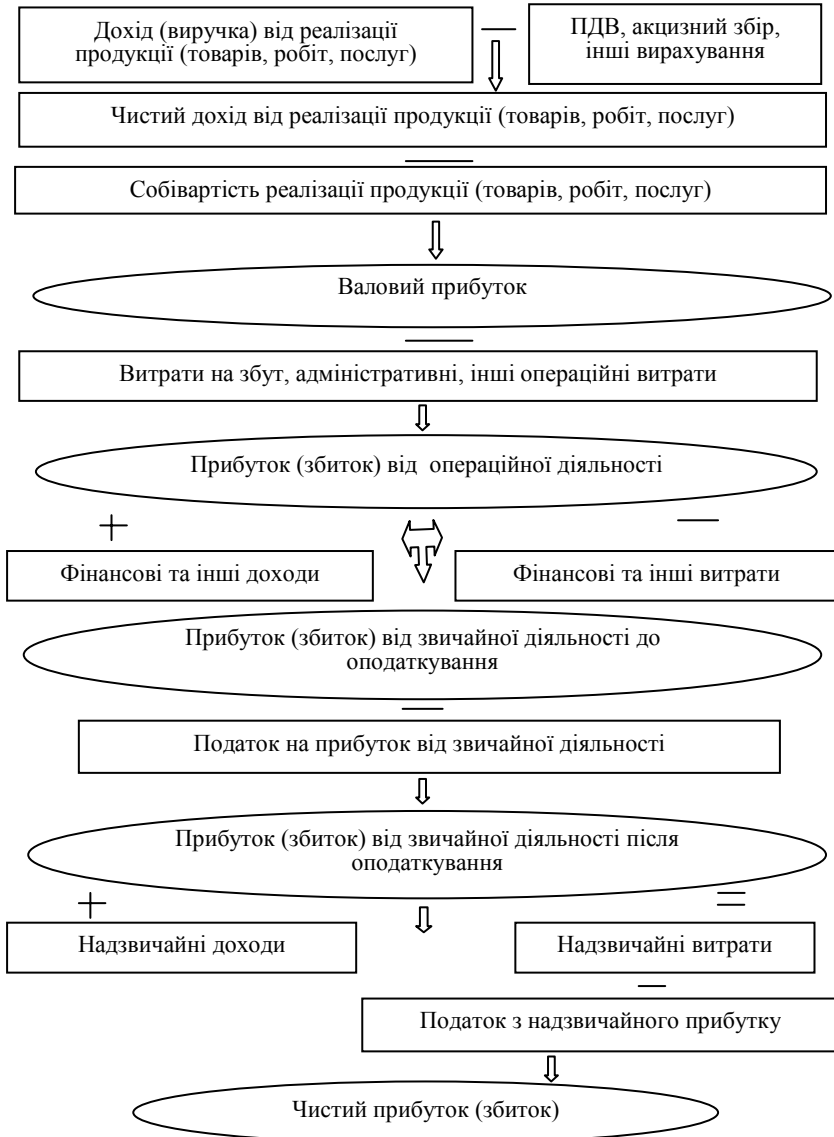 Дохід (виручка) від реалізації
продукції (товарів, робіт, послуг)
ПДВ, акцизний збір,
інші вирахування
Чистий дохід від реалізації продукції (товарів, робіт, послуг)
Собівартість реалізації продукції (товарів, робіт, послуг)
Валовий прибуток
Витрати на збут, адміністративні, інші операційні витрати
Прибуток (збиток) від операційної діяльності
Фінансові та інші доходи
Фінансові та інші витрати
Прибуток (збиток) від звичайної діяльності до
оподаткування
Податок на прибуток від звичайної діяльності
Прибуток (збиток) від звичайної діяльності після
оподаткування
Надзвичайні доходи
Надзвичайні витрати
Податок з надзвичайного прибутку
Чистий прибуток (збиток)